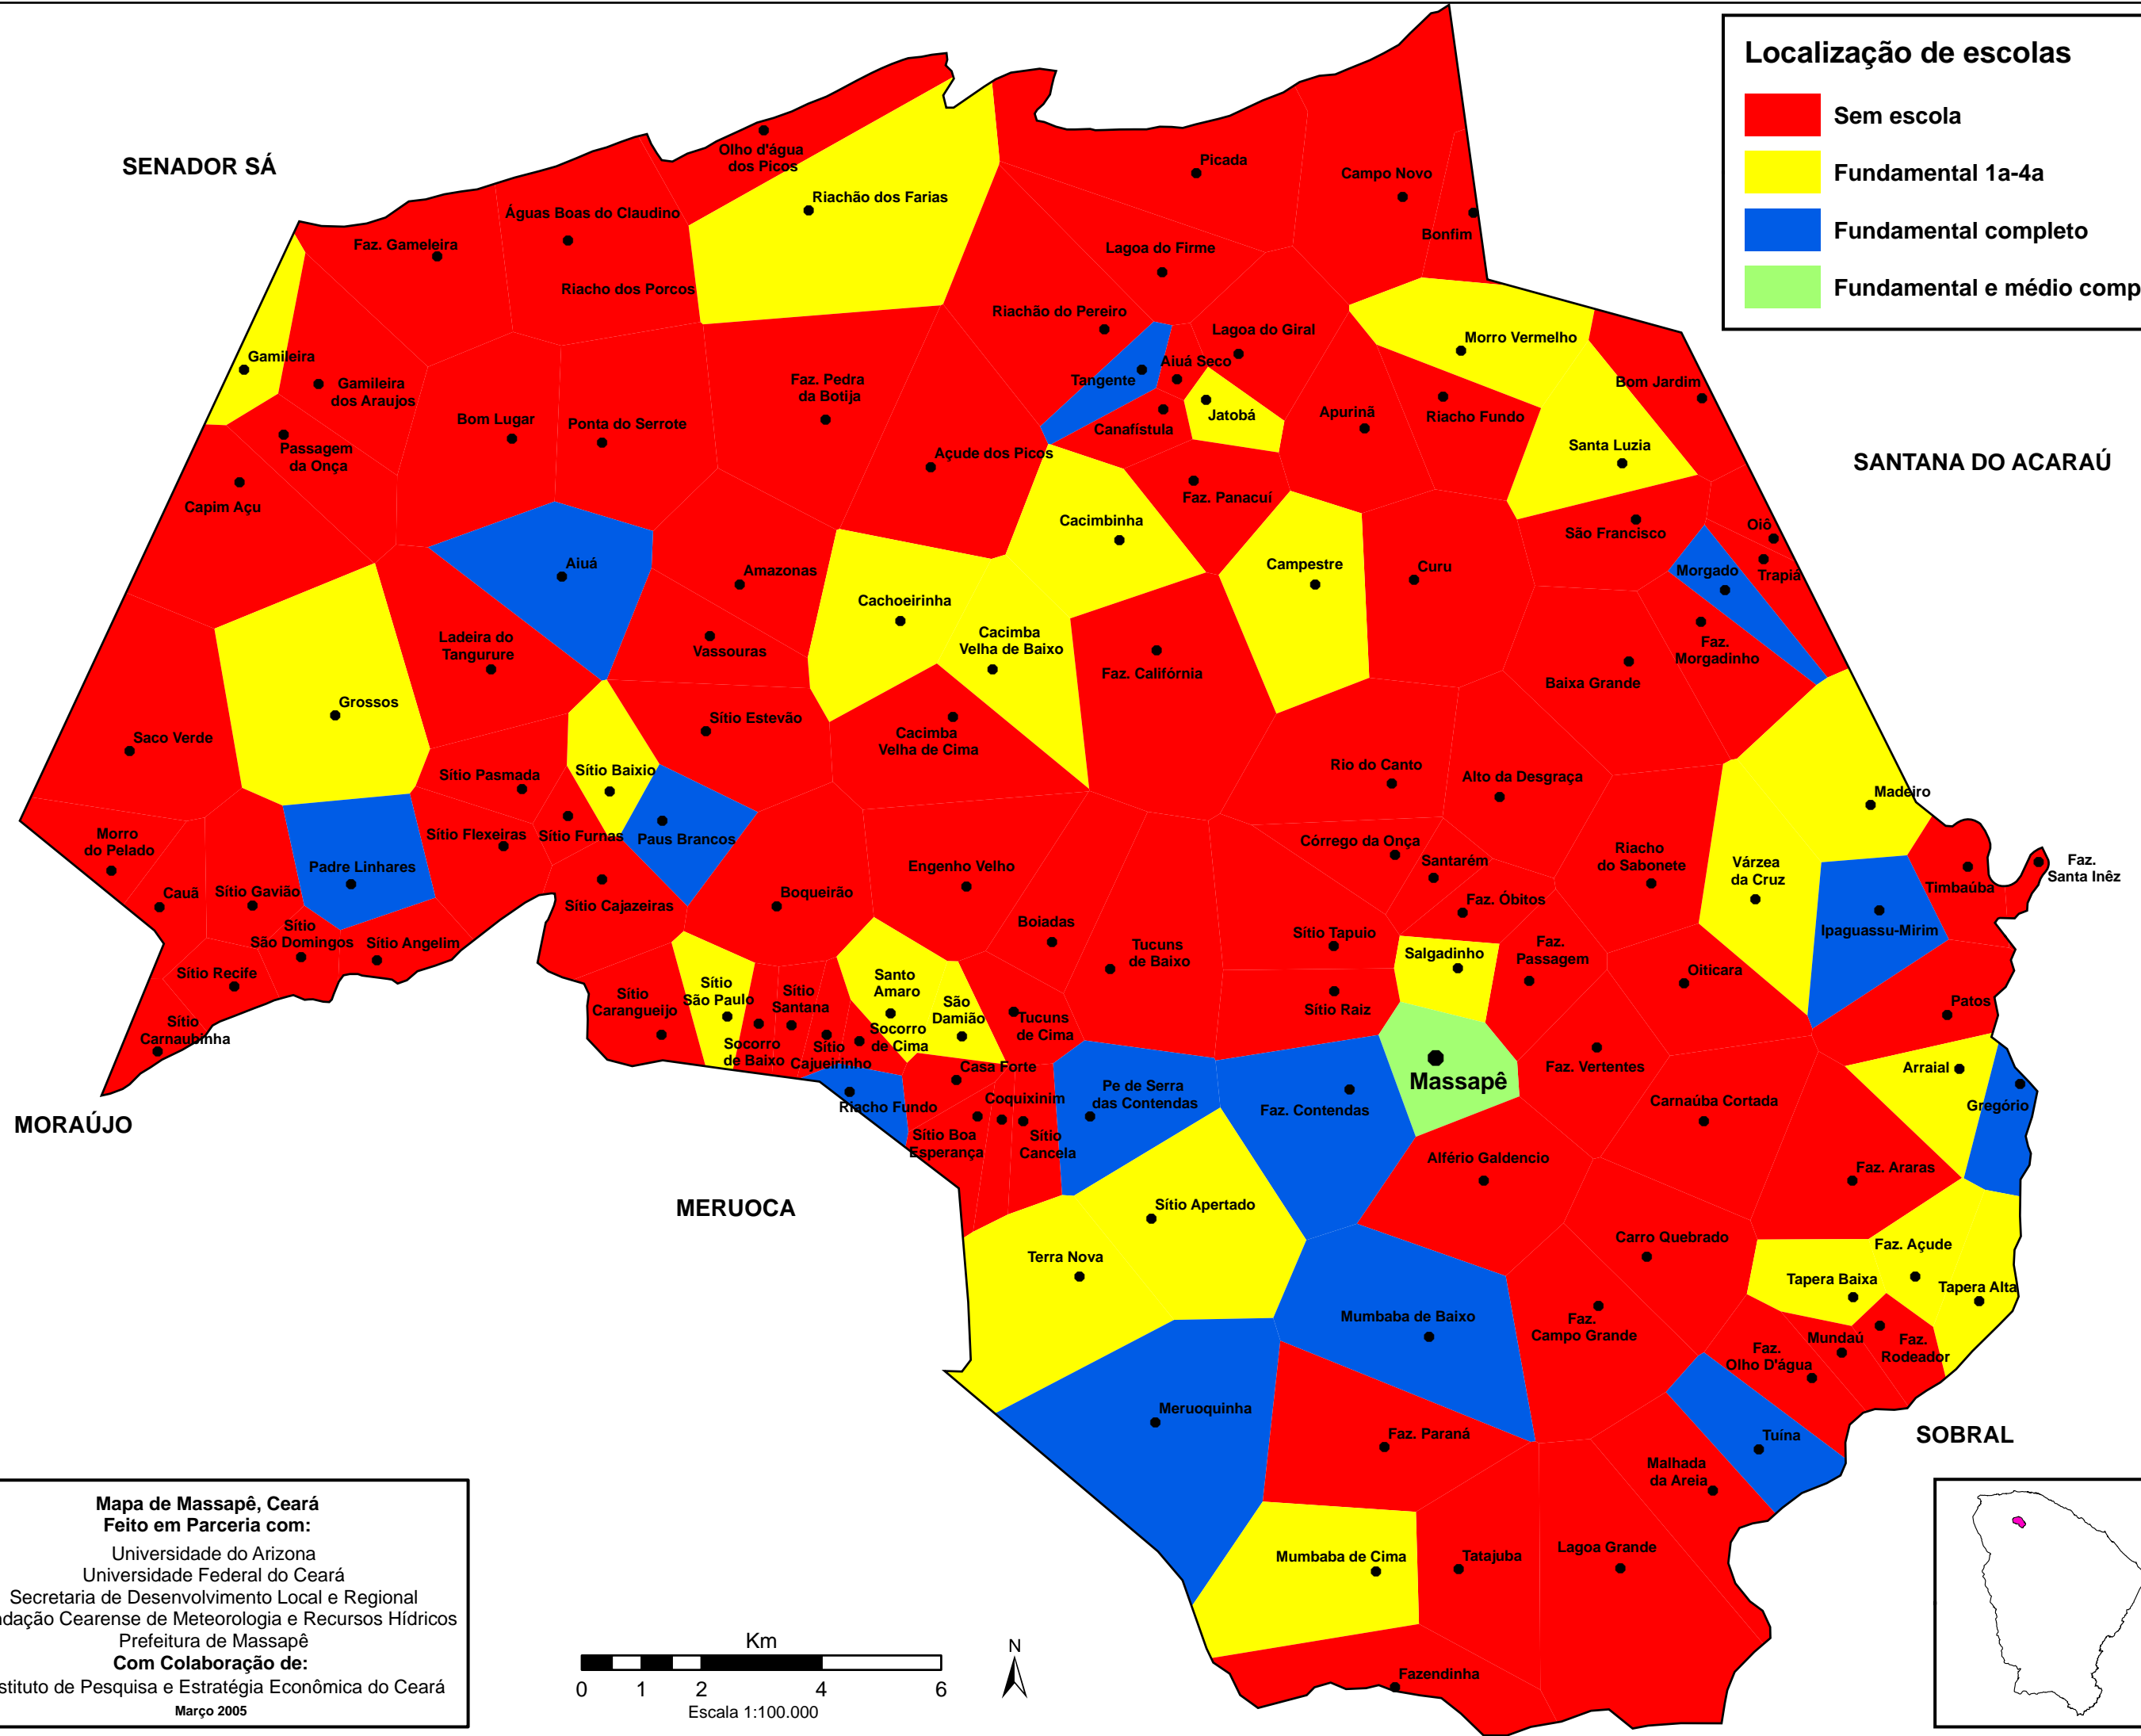 Localização de escolas
Sem escola
Fundamental 1a-4a
Fundamental completo
Fundamental e médio comp
SENADOR SÁ
SANTANA DO ACARAÚ
MORAÚJO
MERUOCA
SOBRAL
Olho d'água
dos Picos
Riachão dos Farias
Picada
Campo Novo
Bonfim
Águas Boas do Claudino
Faz. Gameleira
Riacho dos Porcos
Lagoa do Firme
Riachão do Pereiro
Lagoa do Giral
Morro Vermelho
Gamileira
Gamileira
dos Araujos
Tangente
Aiuá Seco
Faz. Pedra
da Botija
Bom Jardim
Bom Lugar
Ponta do Serrote
Canafístula
Jatobá
Apurinã
Riacho Fundo
Passagem
da Onça
Açude dos Picos
Santa Luzia
Capim Açu
Faz. Panacuí
Cacimbinha
São Francisco
Oiô
Aiuá
Amazonas
Campestre
Curu
Morgado
Trapiá
Cachoeirinha
Ladeira do
Tangurure
Vassouras
Cacimba
Velha de Baixo
Faz. Califórnia
Faz.
Morgadinho
Baixa Grande
Grossos
Sítio Estevão
Saco Verde
Cacimba
Velha de Cima
Sítio Pasmada
Sítio Baixio
Rio do Canto
Alto da Desgraça
Madeiro
Morro
do Pelado
Sítio Flexeiras
Sítio Furnas
Paus Brancos
Córrego da Onça
Santarém
Riacho
do Sabonete
Várzea
da Cruz
Timbaúba
Faz.
Santa Inêz
Padre Linhares
Engenho Velho
Cauã
Sítio Gavião
Sítio Cajazeiras
Boqueirão
Faz. Óbitos
Sítio
São Domingos
Sítio Angelim
Boiadas
Tucuns
de Baixo
Sítio Tapuio
Salgadinho
Faz.
Passagem
Ipaguassu-Mirim
Sítio Recife
Oiticara
Sítio
Carangueijo
Sítio
São Paulo
Sítio
Santana
Santo
Amaro
São
Damião
Sítio Raiz
Patos
Sítio
Carnaubinha
Socorro
de Baixo
Sítio
Cajueirinho
Socorro
de Cima
Tucuns
de Cima
Casa Forte
Massapê
Faz. Vertentes
Arraial
Riacho Fundo
Coquixinim
Pe de Serra
das Contendas
Faz. Contendas
Carnaúba Cortada
Gregório
Sítio Boa
Esperança
Sítio
Cancela
Alfério Galdencio
Faz. Araras
Sítio Apertado
Terra Nova
Carro Quebrado
Faz. Açude
Tapera Baixa
Tapera Alta
Mumbaba de Baixo
Faz.
Campo Grande
Mundaú
Faz.
Rodeador
Faz.
Olho D'água
Meruoquinha
Faz. Paraná
Tuína
Malhada
da Areia
Mumbaba de Cima
Tatajuba
Lagoa Grande
Fazendinha
Mapa de Massapê, Ceará
Feito em Parceria com:
Universidade do Arizona
Universidade Federal do Ceará
Secretaria de Desenvolvimento Local e Regional
ndação Cearense de Meteorologia e Recursos Hídricos
Prefeitura de Massapê
Com Colaboração de:
stituto de Pesquisa e Estratégia Econômica do Ceará
Março 2005
Km
0 1 2 4 6
Escala 1:100.000
N